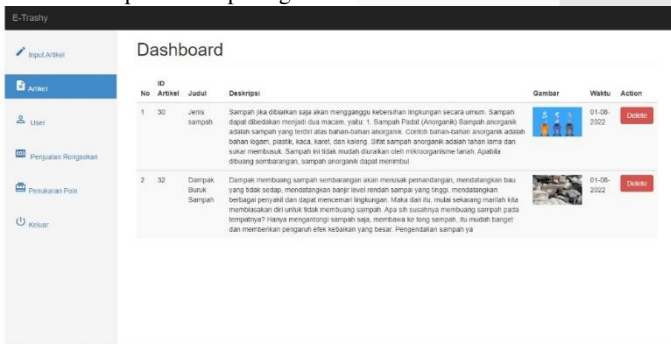 E-Trashy
Input Artikel
Artikel
User
Penjualan Rongsokan
Penukaran Poin
Keluar
Dashboard
No ID Artikel Judul Deskripsi Gambar Waktu Action
1 30 Jenis sampah
Sampah jika dibiarkan saja akan mengganggu kebersihan lingkungan secara umum. Sampah
dapat dibedakan menjadi dua macam, yaitu: 1. Sampah Padat (Anorganik) Sampah anorganik
adalah sampah yang terdiri atas bahan-bahan anorganik. Contoh bahan-bahan anorganik adalah
bahan logam, plastik, kaca, karet, dan kaleng. Sifat sampah anorganik adalah tahan lama dan
sukar membusuk. Sampah ini tidak mudah diuraikan oleh mikroorganisme tanah. Apabila
dibuang sembarangan, sampah anorganik dapat menimbul
01-08-2022 Delete
2 32 Dampak Buruk Sampah
Dampak membuang sampah sembarangan akan merusak pemandangan, mendatangkan bau
yang tidak sedap, mendatangkan banjir level rendah sampai yang tinggi, mendatangkan
berbagai penyakit dan dapat mencemari lingkungan. Maka dari itu, mulai sekarang marilah kita
membiasakan diri untuk tidak membuang sampah. Apa sih susahnya membuang sampah pada
tempatnya? Hanya mengantongi sampah saja, membawa ke tong sampah, itu mudah banget
dan memberikan pengaruh efek kebaikan yang besar. Pengendalian sampah ya
01-08-2022 Delete